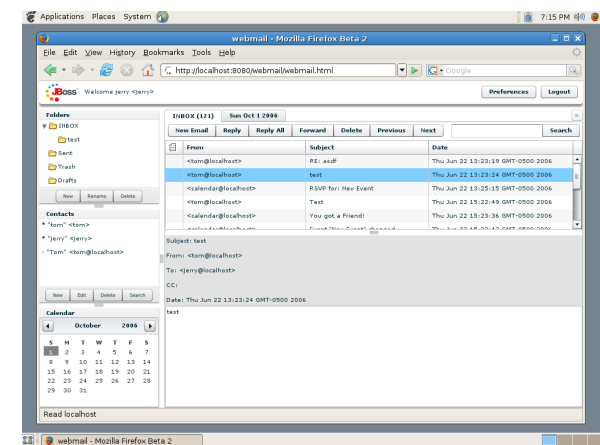 Applications Places System
7:15 PM
webmail - Mozilla Firefox Beta 2
File Edit View History Bookmarks Tools Help
http://localhost:8080/webmail/webmail.html
G Google
JBoss Welcome jerry <jerry>
Preferences Logout
Folders
INBOX
test
Sent
Trash
Drafts
New Rename Delete
Contacts
* "tom" <tom>
* "jerry" <jerry>
- "Tom" <tom@localhost>
New Edit Delete Search
Calendar
October 2006
S M T W T F S
1 2 3 4 5 6 7
8 9 10 11 12 13 14
15 16 17 18 19 20 21
22 23 24 25 26 27 28
29 30 31
INBOX (121) Sun Oct 1 2006
New Email Reply Reply All Forward Delete Previous Next Search
From Subject Date
<tom@localhost> RE: asdf Thu Jun 22 13:23:19 GMT-0500 2006
<tom@localhost> test Thu Jun 22 13:23:24 GMT-0500 2006
<calendar@localhost> RSVP for: New Event Thu Jun 22 13:25:15 GMT-0500 2006
<tom@localhost> Test Thu Jun 22 15:22:49 GMT-0500 2006
<calendar@localhost> You got a Friend! Thu Jun 22 15:23:36 GMT-0500 2006
<calendar@localhost> Event "New Event" changed
Subject: test
From: <tom@localhost>
To: <jerry@localhost>
CC:
Date: Thu Jun 22 13:23:24 GMT-0500 2006
test
Read localhost
webmail - Mozilla Firefox Beta 2